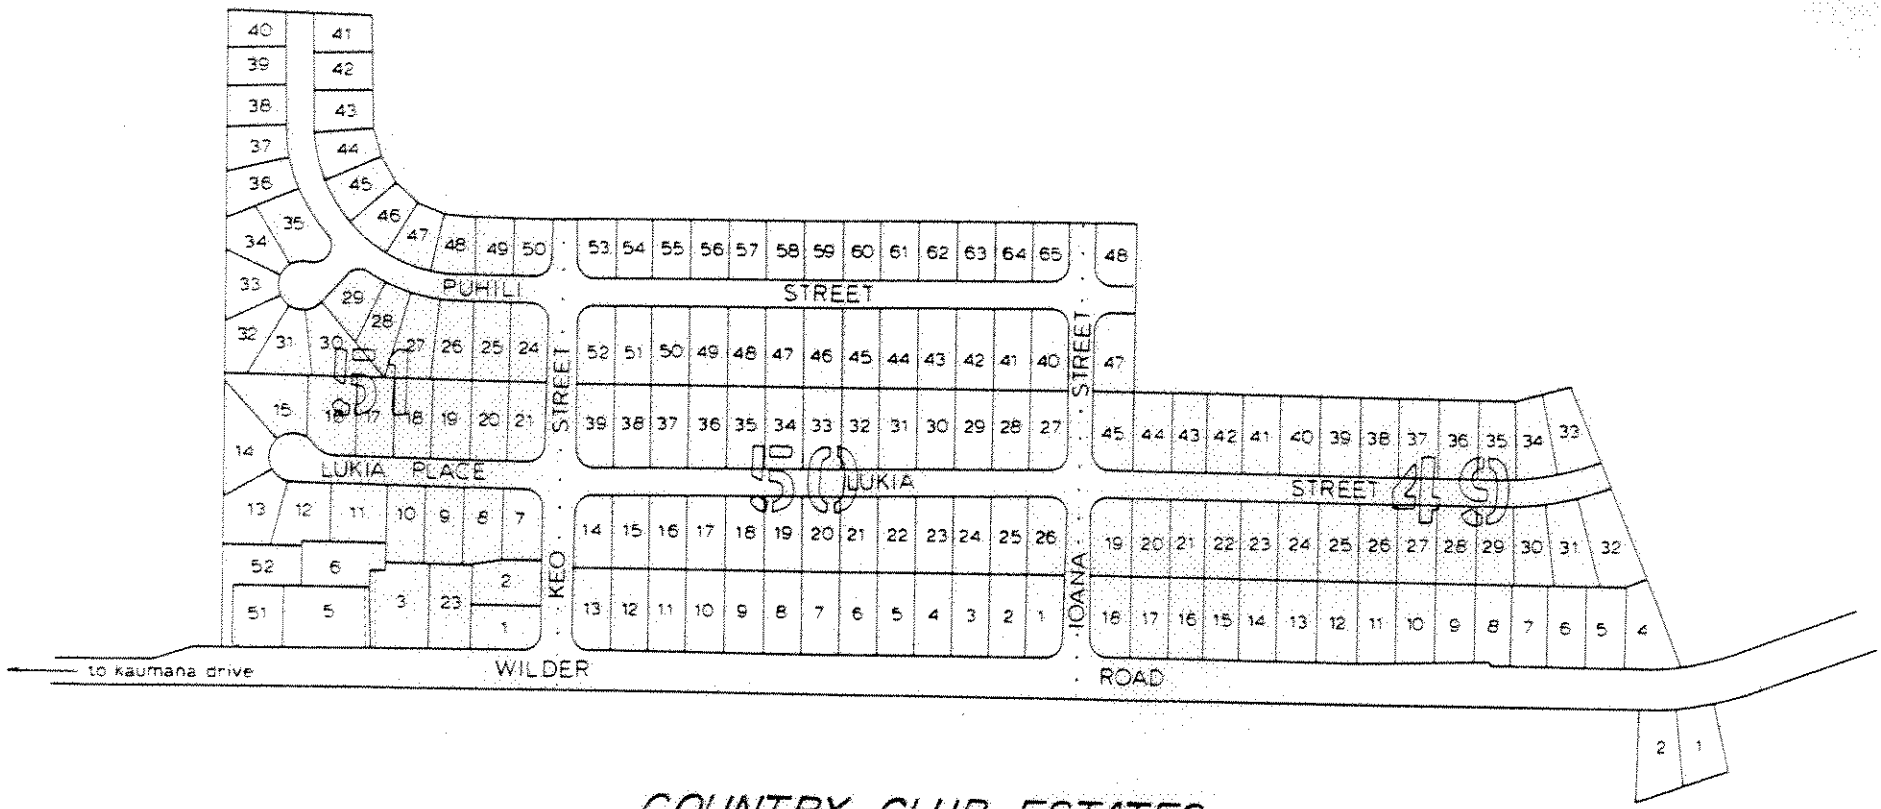 40 41
39 42
38 43
37 44
36 45
35 46
34 47 48 49 50 53 54 55 56 57 58 59 60 61 62 63 64 65 48
33 29 PUHILI STREET
32 31 30 28 27 26 25 24 52 51 50 49 48 47 46 45 44 43 42 41 40 47
51
STREET
STREET
15 16 17 18 19 20 21 39 38 37 36 35 34 33 32 31 30 29 28 27 45 44 43 42 41 40 39 38 37 36 35 34 33
14 LUKIA PLACE 50 LUKIA STREET 49
13 12 11 10 9 8 7 14 15 16 17 18 19 20 21 22 23 24 25 26 19 20 21 22 23 24 25 26 27 28 29 30 31 32
52 6 2 KEO IOANA
51 5 3 23 1 13 12 11 10 9 8 7 6 5 4 3 2 1 18 17 16 15 14 13 12 11 10 9 8 7 6 5 4
to kaumana drive WILDER ROAD
2 1
COUNTRY CLUB ESTATES